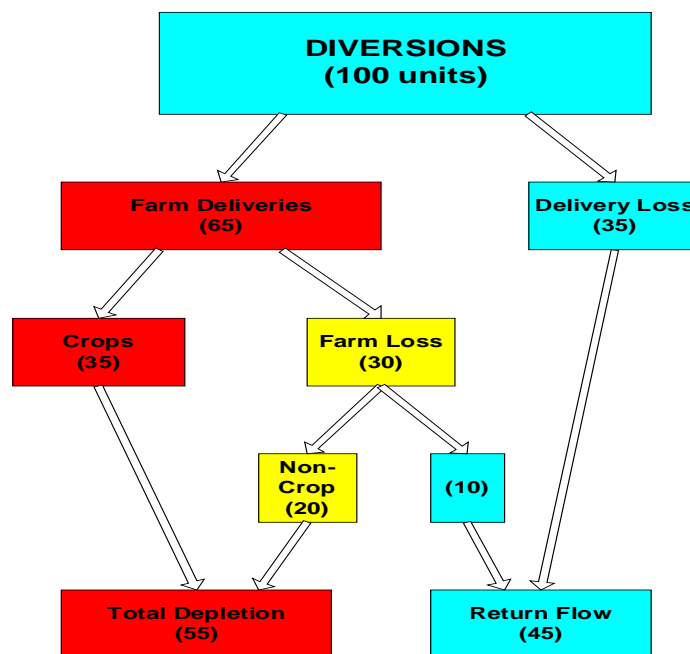 DIVERSIONS
(100 units)
Farm Deliveries
(65)
Delivery Loss
(35)
Crops
(35)
Farm Loss
(30)
Non-
Crop
(20)
(10)
Total Depletion
(55)
Return Flow
(45)